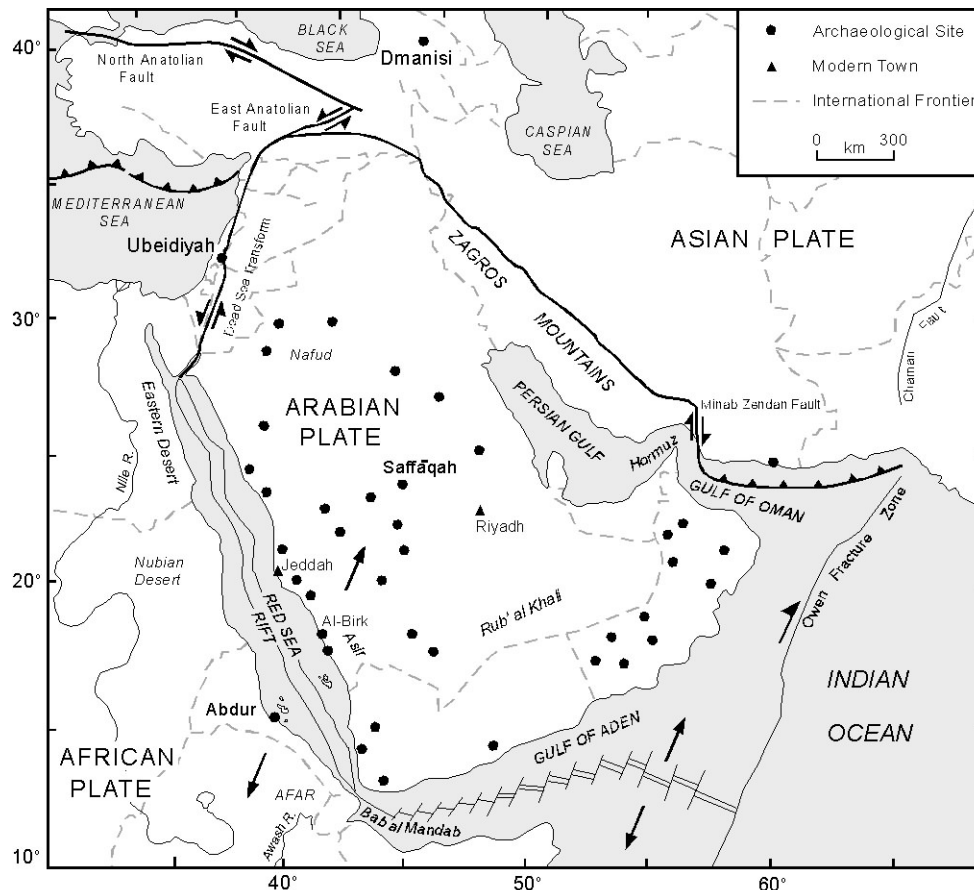 40°
30°
20°
10°
40°
50°
60°
BLACK
SEA
Dmanisi
North Anatolian
Fault
East Anatolian
Fault
CASPIAN
SEA
Archaeological Site
Modern Town
International Frontier
0 300
km
MEDITERRANEAN
SEA
Ubeidiyah
Dead Sea Transform
ZAGROS
MOUNTAINS
ASIAN PLATE
Chaman Fault
Nafud
ARABIAN
PLATE
PERSIAN GULF
Minab Zendan Fault
Hormuz
GULF OF OMAN
Eastern Desert
Nile R.
Saffāqah
Riyadh
Nubian
Desert
Jeddah
RED SEA
RIFT
Al-Birk
Asir
Rub' al Khali
Owen Fracture Zone
INDIAN
OCEAN
Abdur
AFRICAN
PLATE
GULF OF ADEN
AFAR
Awash R.
Bab al Mandab